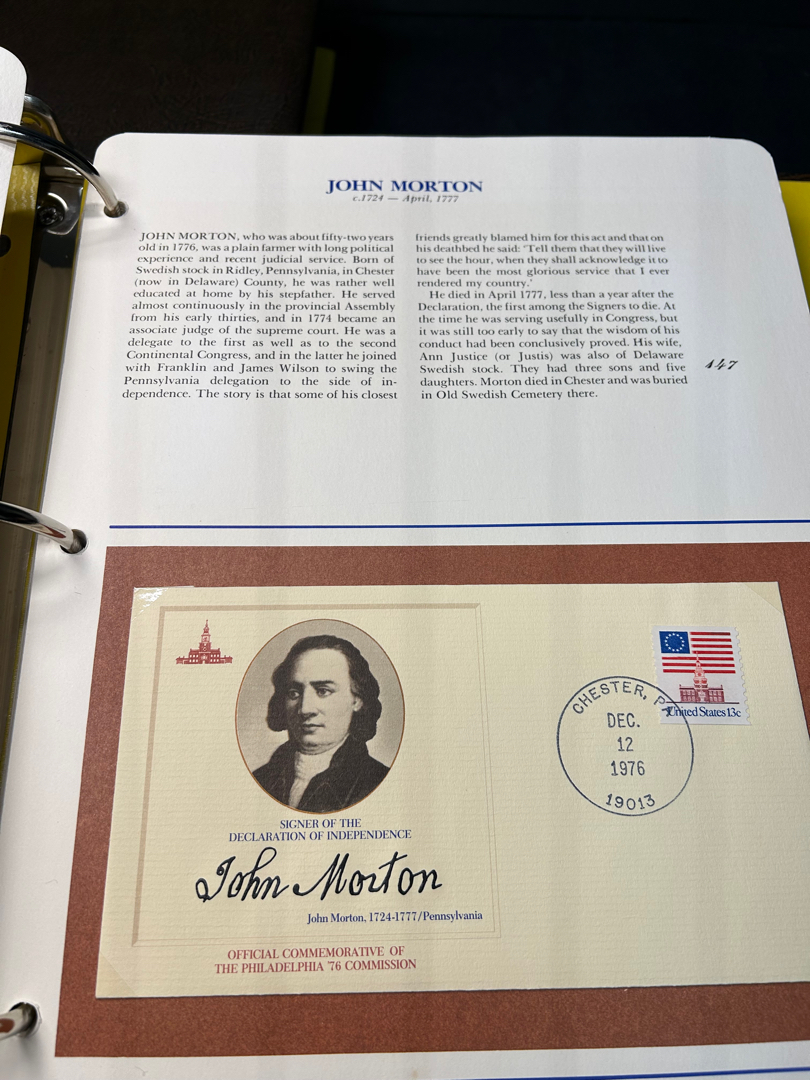 JOHN MORTON
c.1724 — April, 1777
JOHN MORTON, who was about fifty-two years
old in 1776, was a plain farmer with long political
experience and recent judicial service. Born of
Swedish stock in Ridley, Pennsylvania, in Chester
(now in Delaware) County, he was rather well
educated at home by his stepfather. He served
almost continuously in the provincial Assembly
from his early thirties, and in 1774 became an
associate judge of the supreme court. He was a
delegate to the first as well as to the second
Continental Congress, and in the latter he joined
with Franklin and James Wilson to swing the
Pennsylvania delegation to the side of in-
dependence. The story is that some of his closest
friends greatly blamed him for this act and that on
his deathbed he said: 'Tell them that they will live
to see the hour, when they shall acknowledge it to
have been the most glorious service that I ever
rendered my country.'
He died in April 1777, less than a year after the
Declaration, the first among the Signers to die. At
the time he was serving usefully in Congress, but
it was still too early to say that the wisdom of his
conduct had been conclusively proved. His wife,
Ann Justice (or Justis) was also of Delaware
Swedish stock. They had three sons and five
daughters. Morton died in Chester and was buried
in Old Swedish Cemetery there.
SIGNER OF THE
DECLARATION OF INDEPENDENCE
John Morton
John Morton, 1724-1777/Pennsylvania
OFFICIAL COMMEMORATIVE OF
THE PHILADELPHIA '76 COMMISSION
CHESTER, PA
DEC.
12
1976
19013
United States 13c